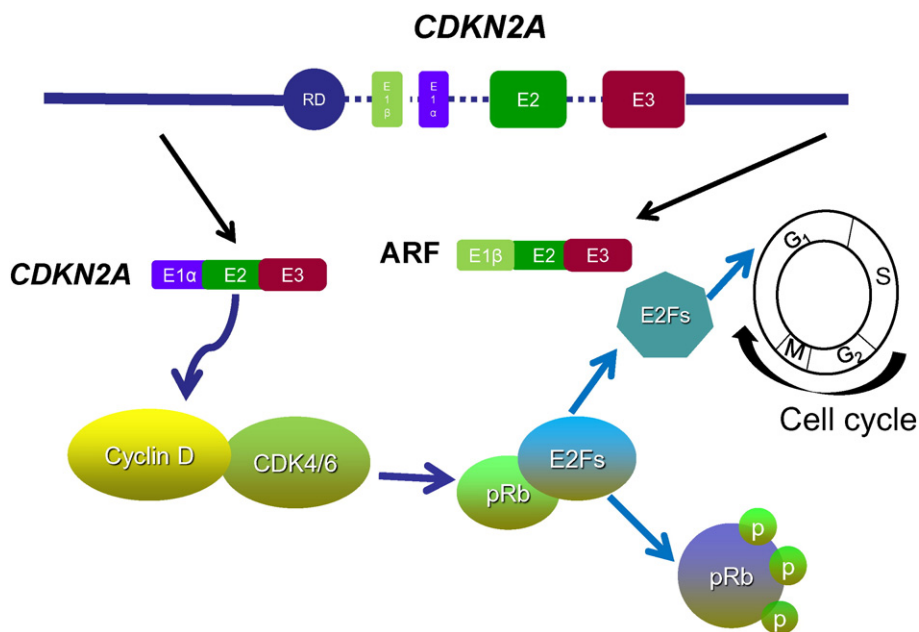 CDKN2A
RD
E1β
E1α
E2
E3
CDKN2A
E1α
E2
E3
ARF
E1β
E2
E3
E2Fs
G₁
S
G₂
M
Cell cycle
Cyclin D
CDK4/6
pRb
E2Fs
pRb
p
p
p